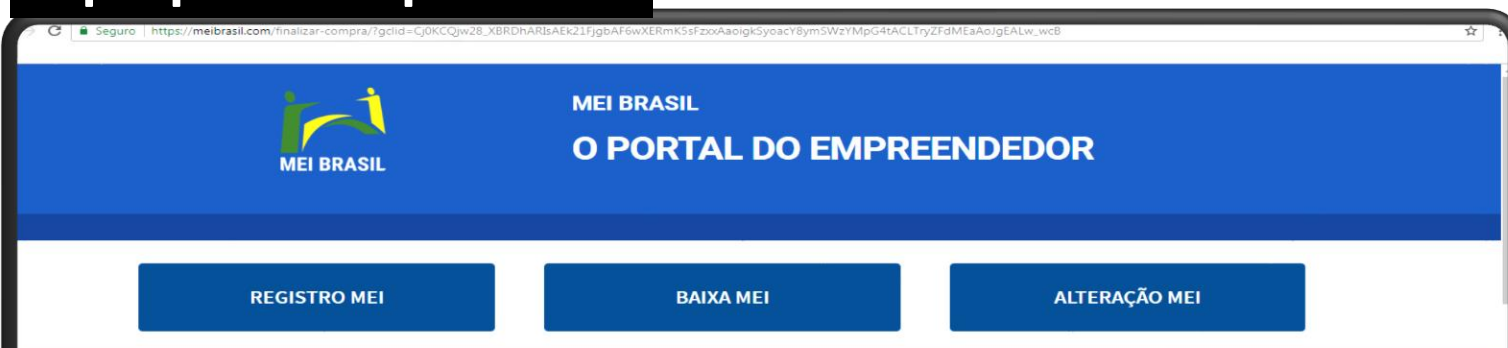 Seguro | https://meibrasil.com/finalizar-compra/?gclid=Cj0KCQjw28_XBRDhARIsAEk21FjgbAF6wXERmK5sFzxxAaoigkSyoacY8ymSWzYMpG4tACLTryZFdMEaAoJgEALw_wcB
MEI BRASIL
O PORTAL DO EMPREENDEDOR
MEI BRASIL
REGISTRO MEI
BAIXA MEI
ALTERAÇÃO MEI